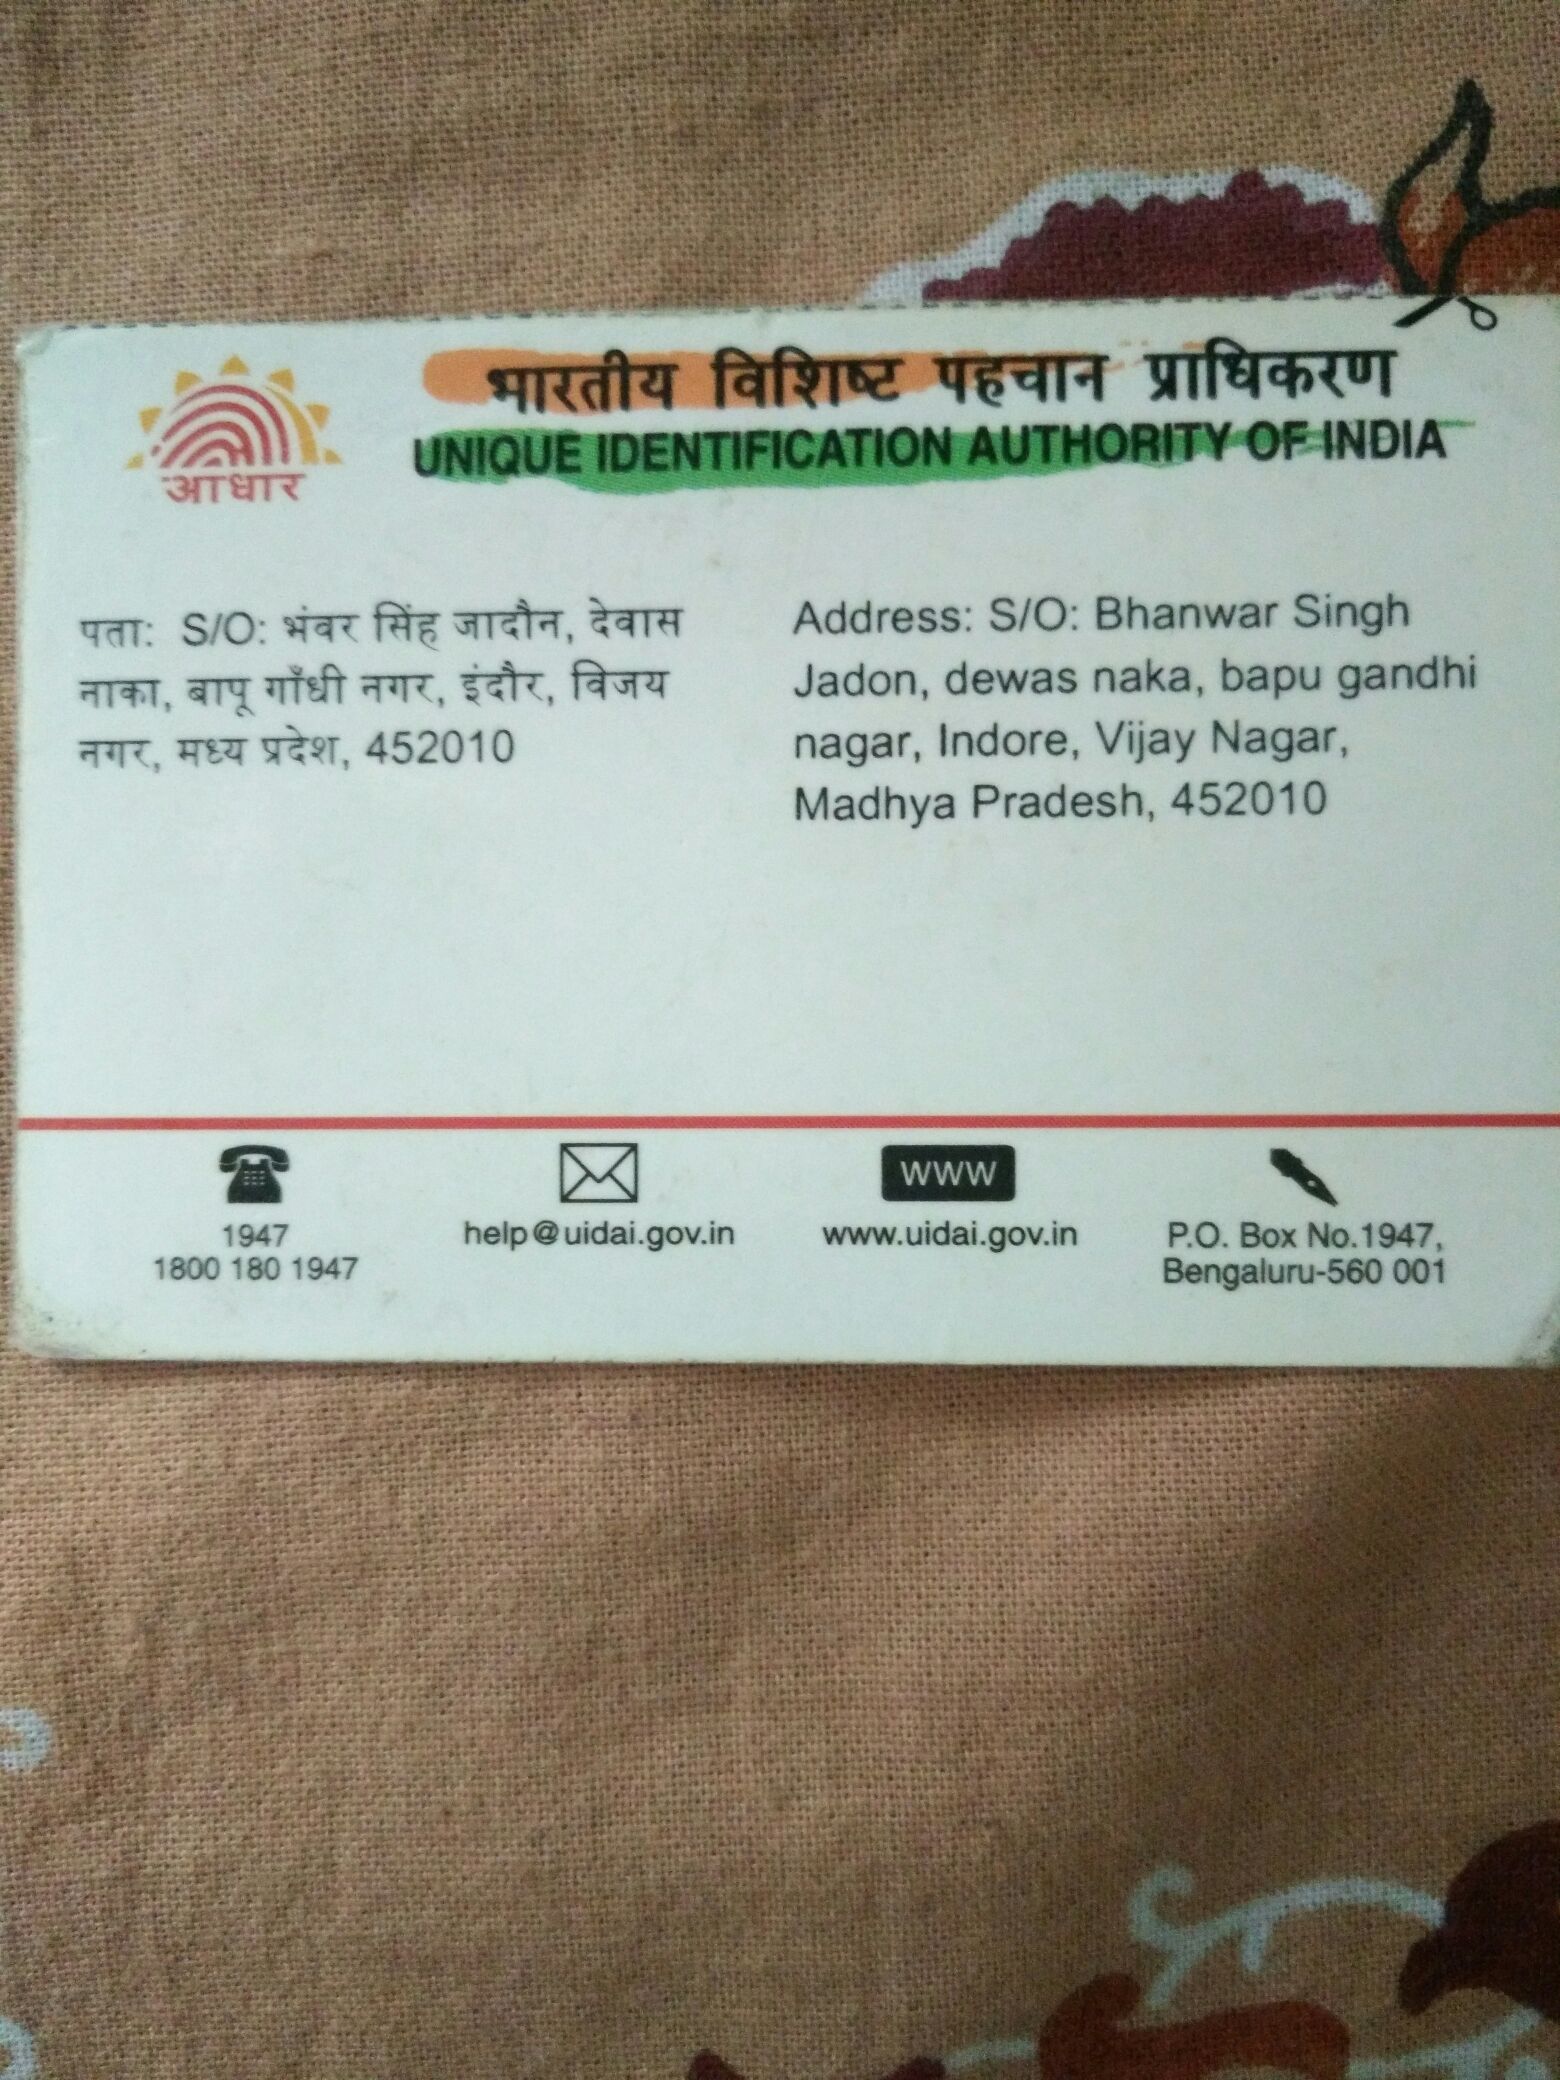 आधार
भारतीय विशिष्ट पहचान प्राधिकरण
UNIQUE IDENTIFICATION AUTHORITY OF INDIA
पता: S/O: भंवर सिंह जादौन, देवास
नाका, बापू गाँधी नगर, इंदौर, विजय
नगर, मध्य प्रदेश, 452010
Address: S/O: Bhanwar Singh
Jadon, dewas naka, bapu gandhi
nagar, Indore, Vijay Nagar,
Madhya Pradesh, 452010
1947
1800 180 1947
help@uidai.gov.in
www
www.uidai.gov.in
P.O. Box No.1947,
Bengaluru-560 001